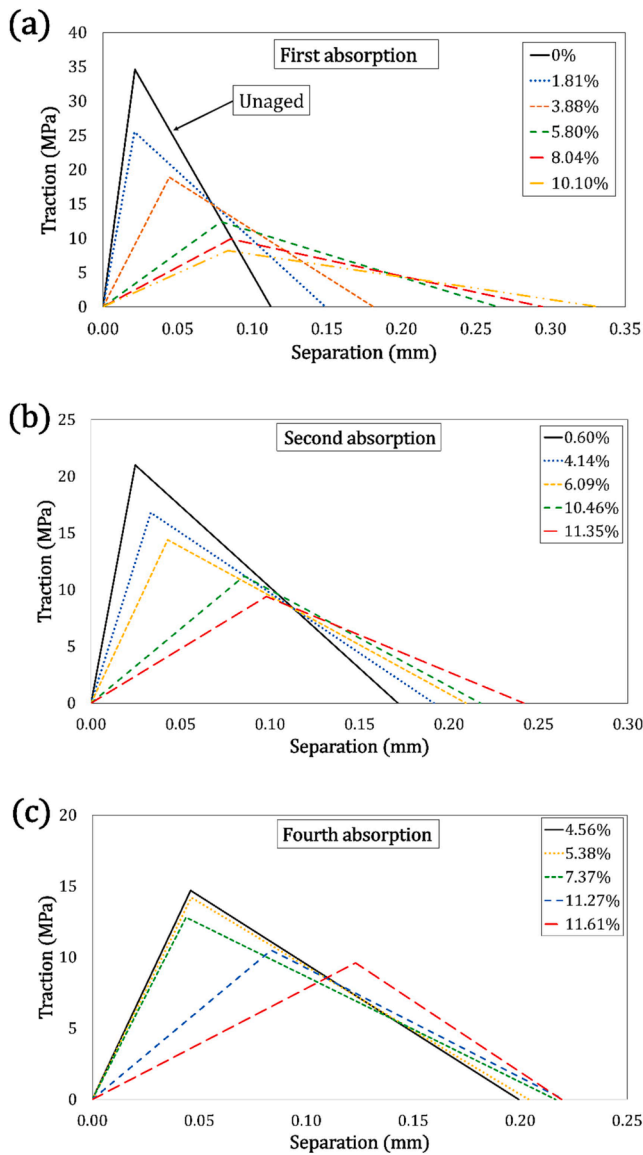 (a)
First absorption
Unaged
0%
1.81%
3.88%
5.80%
8.04%
10.10%
Traction (MPa)
40
35
30
25
20
15
10
5
0
0.00 0.05 0.10 0.15 0.20 0.25 0.30 0.35
Separation (mm)
(b)
Second absorption
0.60%
4.14%
6.09%
10.46%
11.35%
Traction (MPa)
25
20
15
10
5
0
0.00 0.05 0.10 0.15 0.20 0.25 0.30
Separation (mm)
(c)
Fourth absorption
4.56%
5.38%
7.37%
11.27%
11.61%
Traction (MPa)
20
15
10
5
0
0.00 0.05 0.10 0.15 0.20 0.25
Separation (mm)